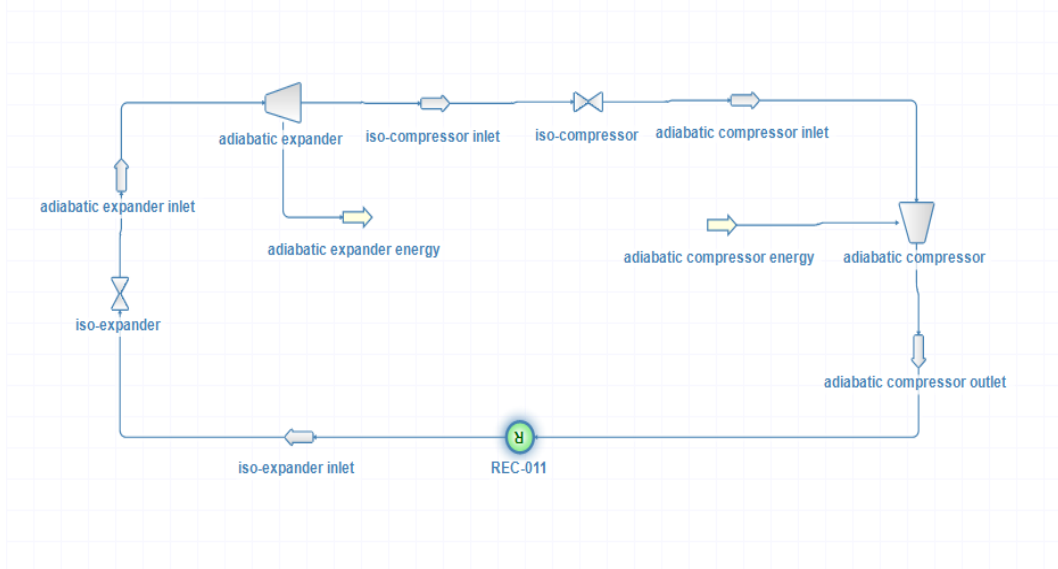 adiabatic expander
iso-compressor inlet
iso-compressor
adiabatic compressor inlet
adiabatic expander inlet
adiabatic expander energy
adiabatic compressor energy
adiabatic compressor
iso-expander
adiabatic compressor outlet
R
iso-expander inlet
REC-011